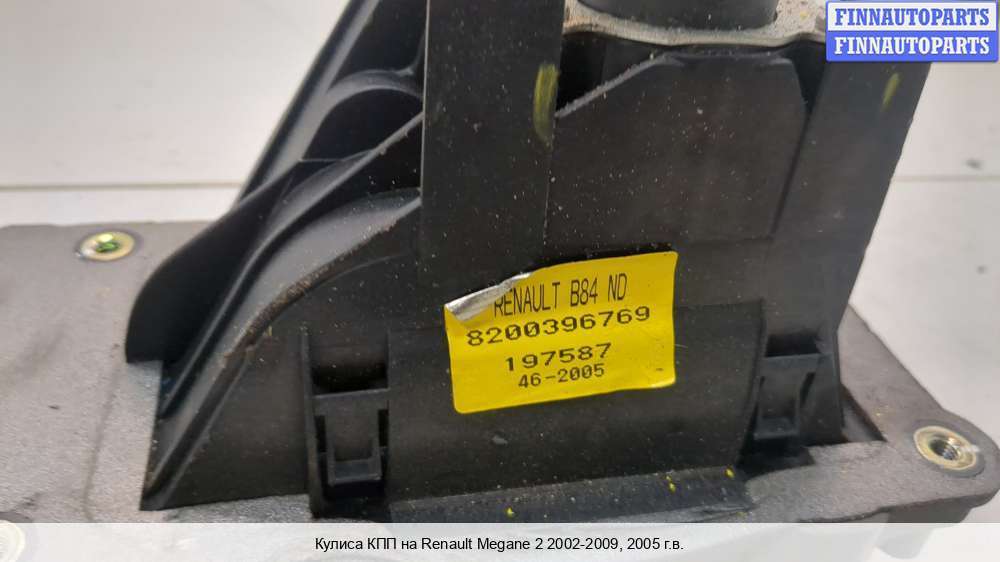 FINNAUTOPARTS
FINNAUTOPARTS
RENAULT B84 ND
8200396769
197587
46-2005
Кулиса КПП на Renault Megane 2 2002-2009, 2005 г.в.